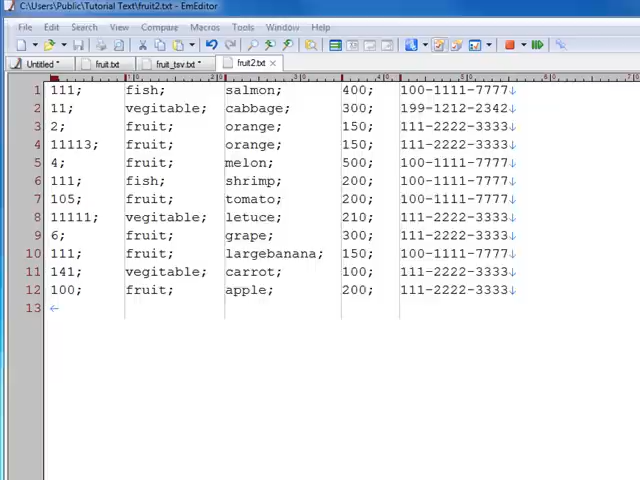 C:\Users\Public\Tutorial Text\fruit2.txt - EmEditor
File Edit Search View Compare Macros Tools Window Help
Untitled * fruit.txt fruit_tsv.txt * fruit2.txt
1 111; fish; salmon; 400; 100-1111-7777
2 11; vegitable; cabbage; 300; 199-1212-2342
3 2; fruit; orange; 150; 111-2222-3333
4 11113; fruit; orange; 150; 111-2222-3333
5 4; fruit; melon; 500; 100-1111-7777
6 111; fish; shrimp; 200; 100-1111-7777
7 105; fruit; tomato; 200; 100-1111-7777
8 11111; vegitable; letuce; 210; 111-2222-3333
9 6; fruit; grape; 300; 111-2222-3333
10 111; fruit; largebanana; 150; 100-1111-7777
11 141; vegitable; carrot; 100; 111-2222-3333
12 100; fruit; apple; 200; 111-2222-3333
13